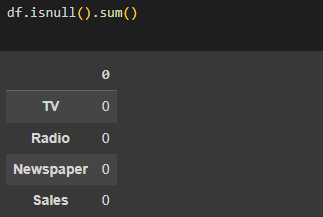 df.isnull().sum()
0
TV 0
Radio 0
Newspaper 0
Sales 0